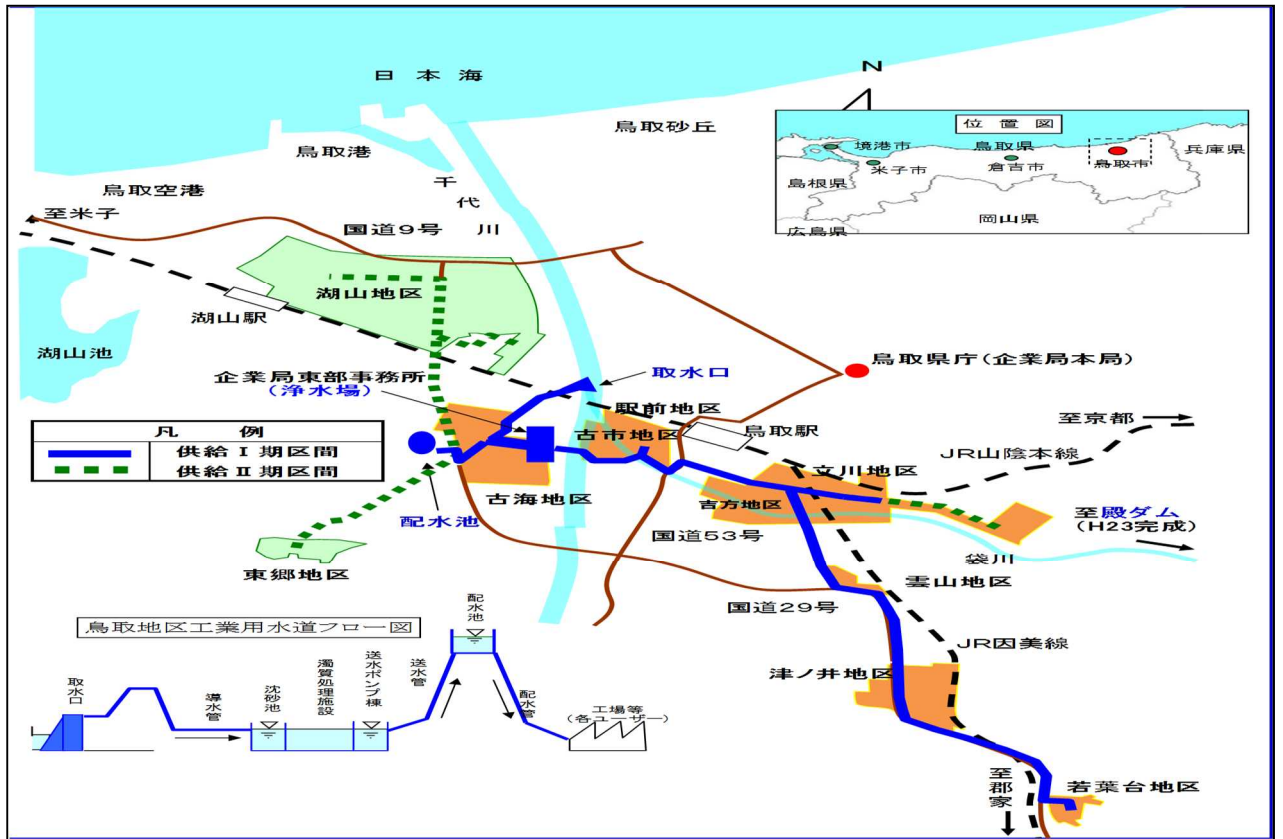 日本海
N
鳥取砂丘
位置図
境港市
鳥取県
兵庫県
米子市
倉吉市
鳥取市
島根県
岡山県
広島県
鳥取港
鳥取空港
至米子
千代川
国道9号
湖山地区
湖山駅
湖山池
企業局東部事務所
(浄水場)
取水口
鳥取県庁(企業局本局)
駅前地区
古市地区
鳥取駅
至京都
JR山陰本線
凡例
供給Ⅰ期区間
供給Ⅱ期区間
立川地区
古海地区
吉方地区
配水池
国道53号
至殿ダム
(H23完成)
袋川
東郷地区
雲山地区
国道29号
JR因美線
津ノ井地区
至郡家
若葉台地区
鳥取地区工業用水道フロー図
取水口
導水管
沈砂池
濁質処理施設
送水ポンプ棟
送水管
配水池
配水管
工場等
(各ユーザー)